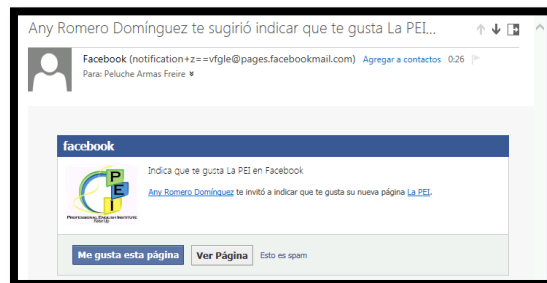 Any Romero Domínguez te sugirió indicar que te gusta La PEI...
Facebook (notification+z==vfgle@pages.facebookmail.com) Agregar a contactos 0:26
Para: Peluche Armas Freire
facebook
Indica que te gusta La PEI en Facebook
Any Romero Domínguez te invitó a indicar que te gusta su nueva página La PEI.
PEI
PROFESSIONAL ENGLISH INSTITUTE
Me gusta esta página Ver Página Esto es spam